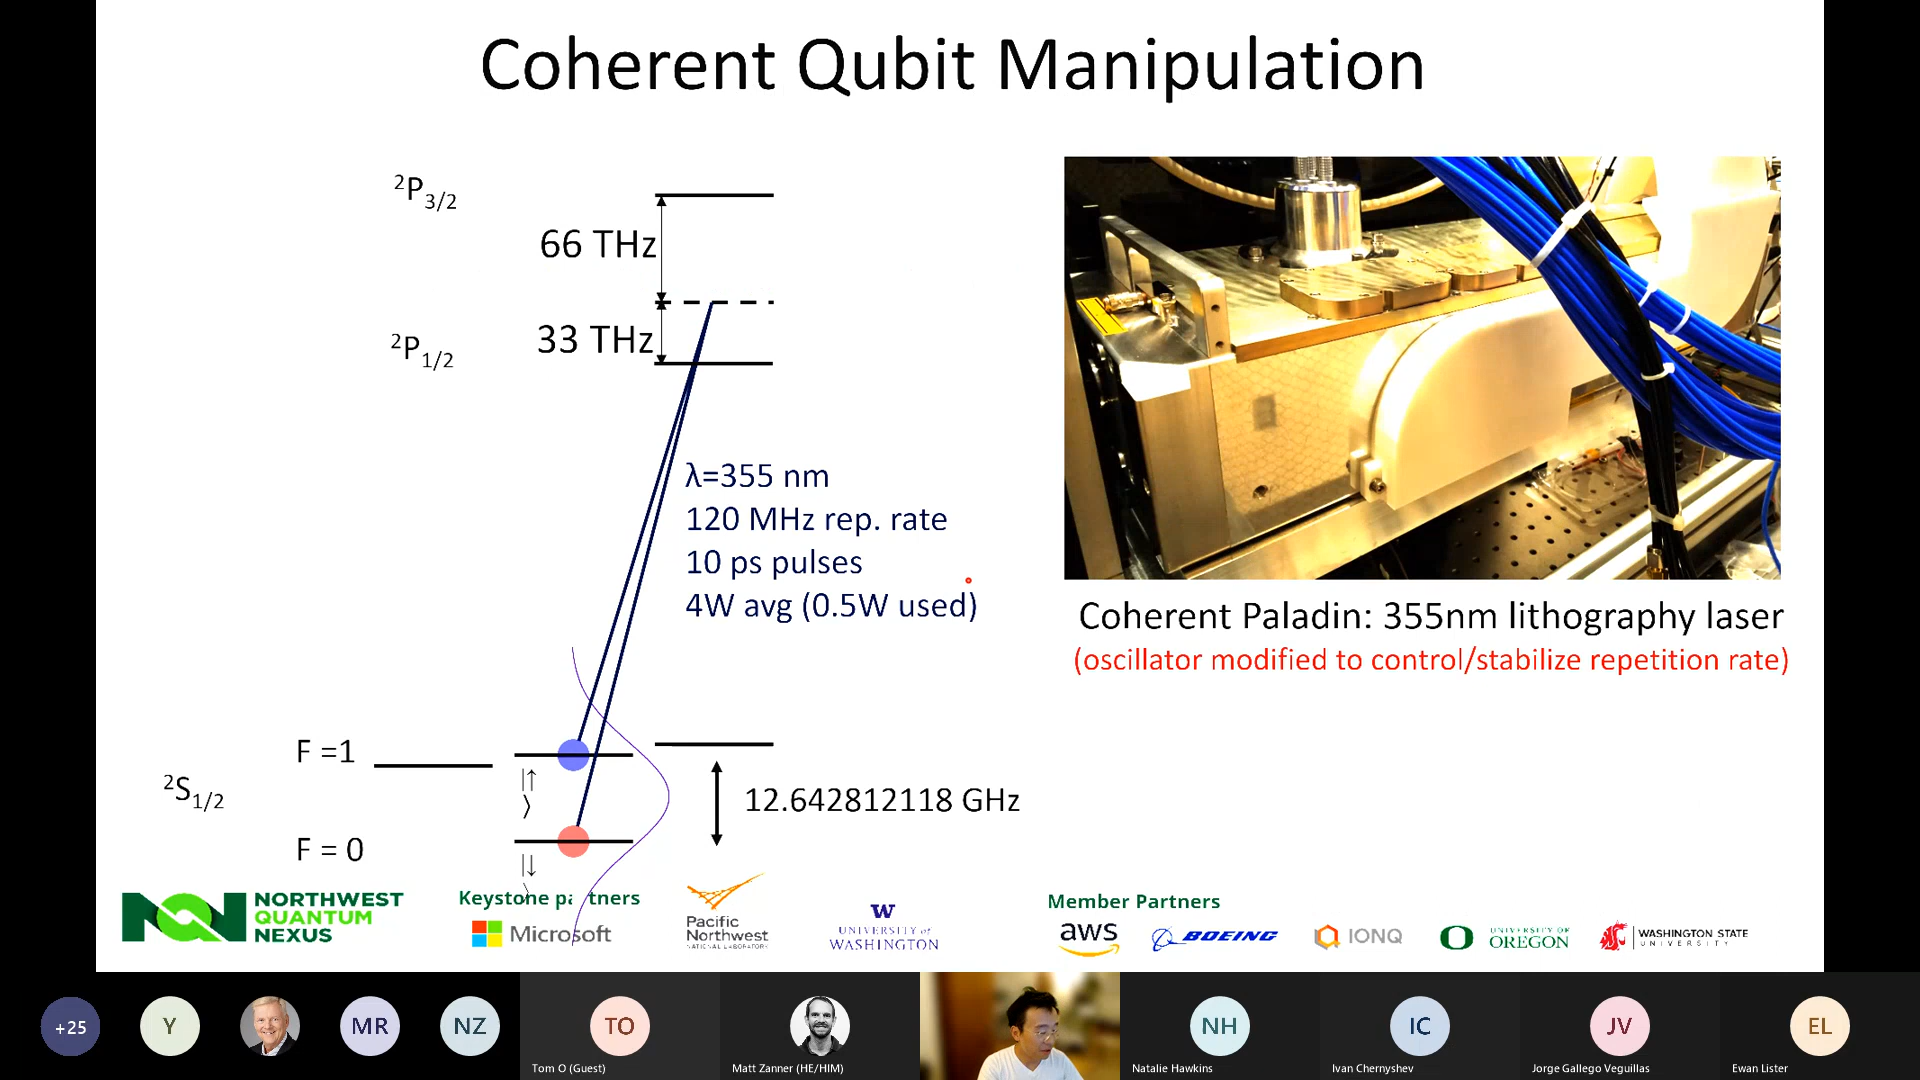 Coherent Qubit Manipulation
²P₃/₂
66 THz
33 THz
²P₁/₂
λ=355 nm
120 MHz rep. rate
10 ps pulses
4W avg (0.5W used)
Coherent Paladin: 355nm lithography laser
(oscillator modified to control/stabilize repetition rate)
F =1
|↑
⟩
²S₁/₂
12.642812118 GHz
F = 0
|↓
⟩
NORTHWEST
QUANTUM
NEXUS
Keystone partners
Microsoft
Pacific
Northwest
NATIONAL LABORATORY
W
UNIVERSITY of
WASHINGTON
Member Partners
aws
BOEING
IONQ
O
UNIVERSITY OF
OREGON
WASHINGTON STATE
UNIVERSITY
+25
Y
MR
NZ
TO
Tom O (Guest)
Matt Zanner (HE/HIM)
NH
Natalie Hawkins
IC
Ivan Chernyshev
JV
Jorge Gallego Veguillas
EL
Ewan Lister